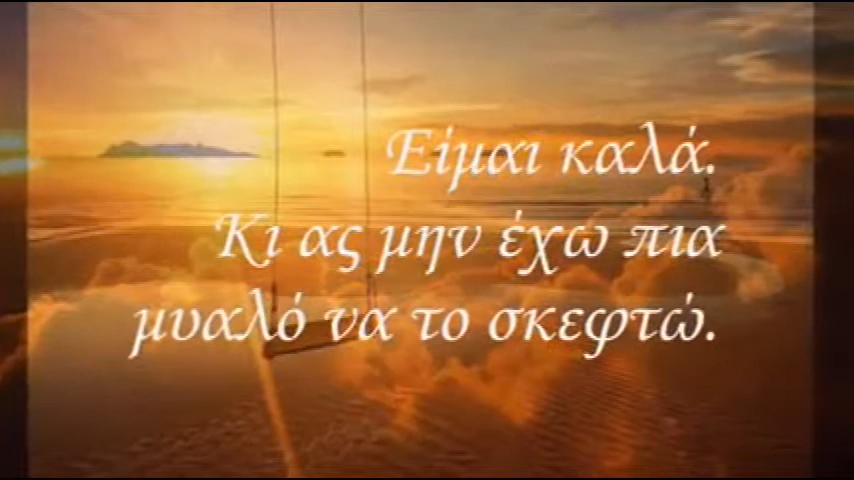 Είμαι καλά.
Κι ας μην έχω πια
μυαλό να το σκεφτώ.